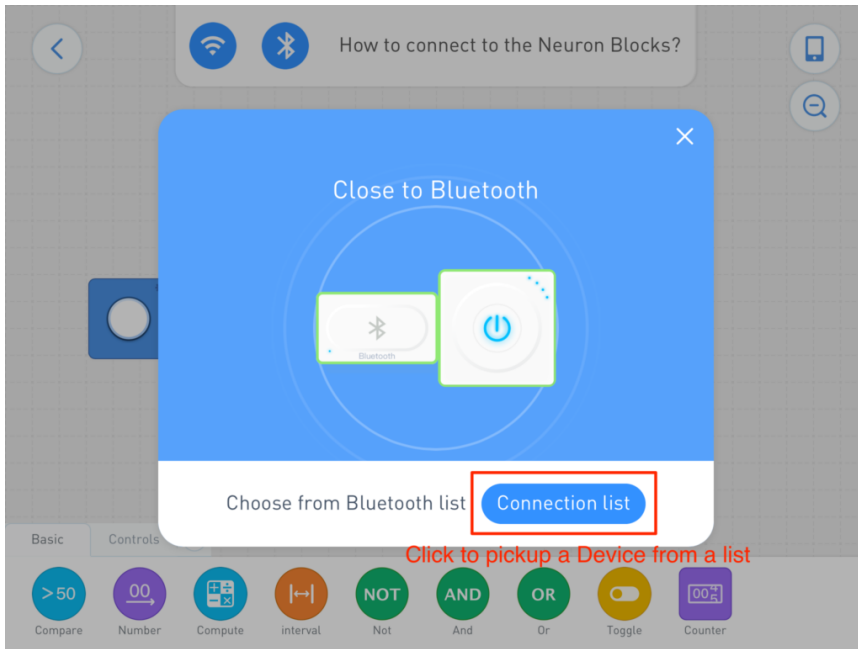 How to connect to the Neuron Blocks?
Close to Bluetooth
Bluetooth
Choose from Bluetooth list
Connection list
Click to pickup a Device from a list
Basic
Controls
>50
00
NOT
AND
OR
Compare
Number
Compute
interval
Not
And
Or
Toggle
Counter